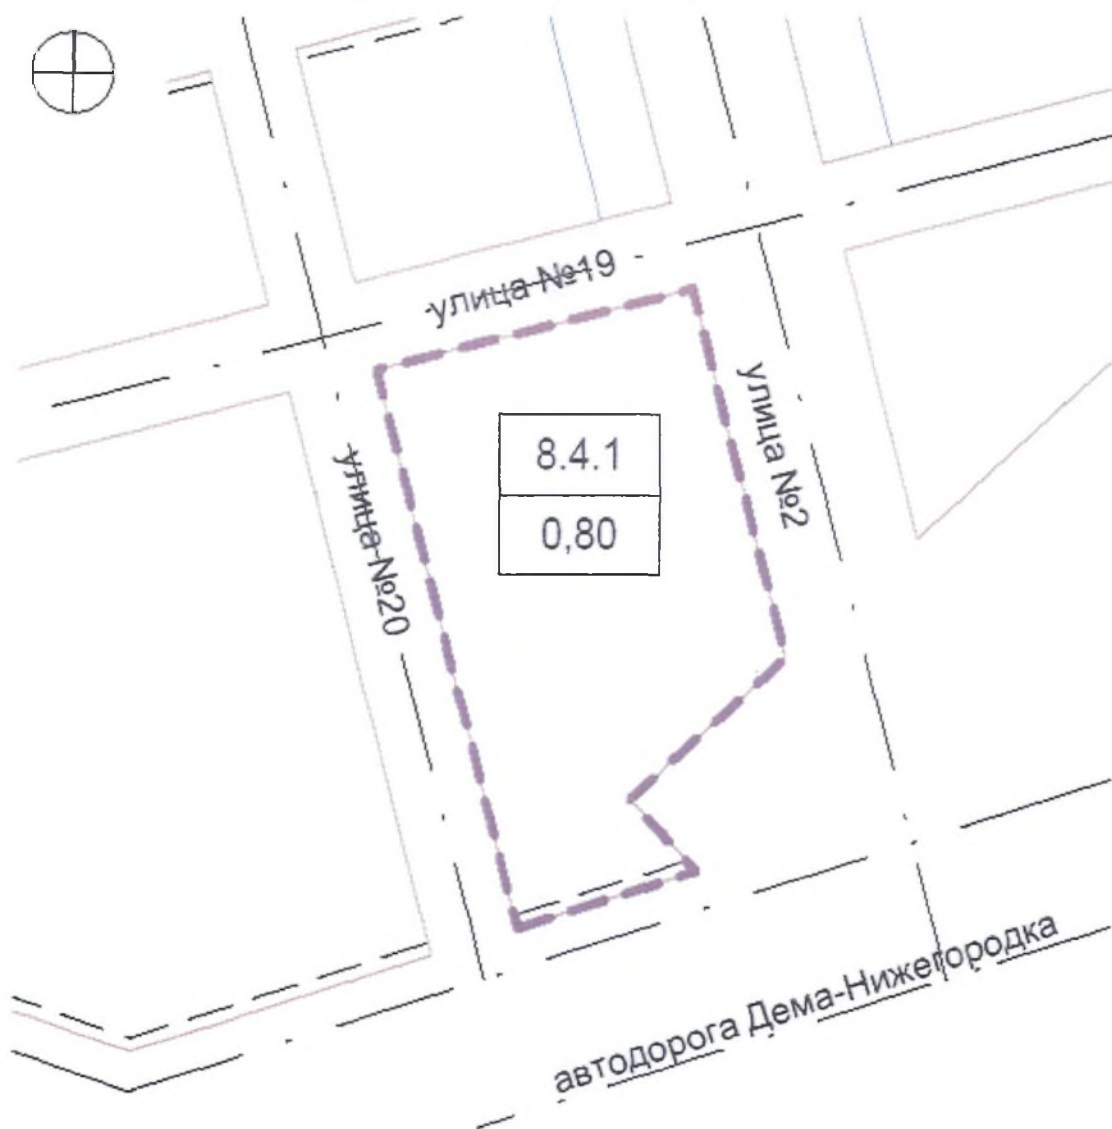 улица №19
улица №2
8.4.1
0,80
улица №20
автодорога Дема-Нижегородка